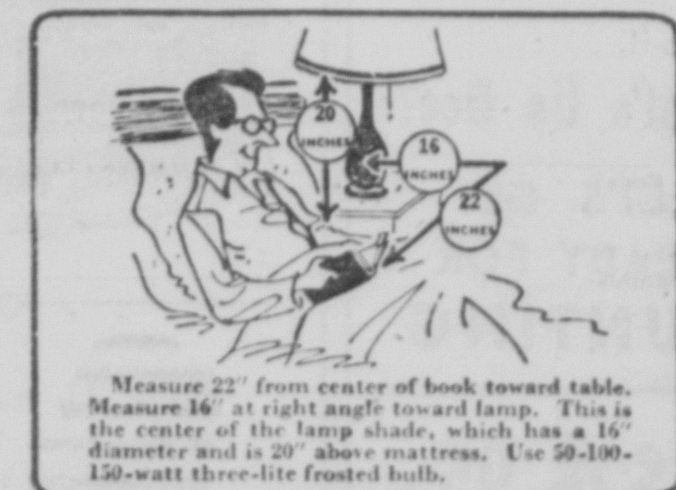 20
INCHES
16
INCHES
22
INCHES
Measure 22" from center of book toward table.
Measure 16" at right angle toward lamp. This is
the center of the lamp shade, which has a 16"
diameter and is 20" above mattress. Use 50-100-
150-watt three-lite frosted bulb.